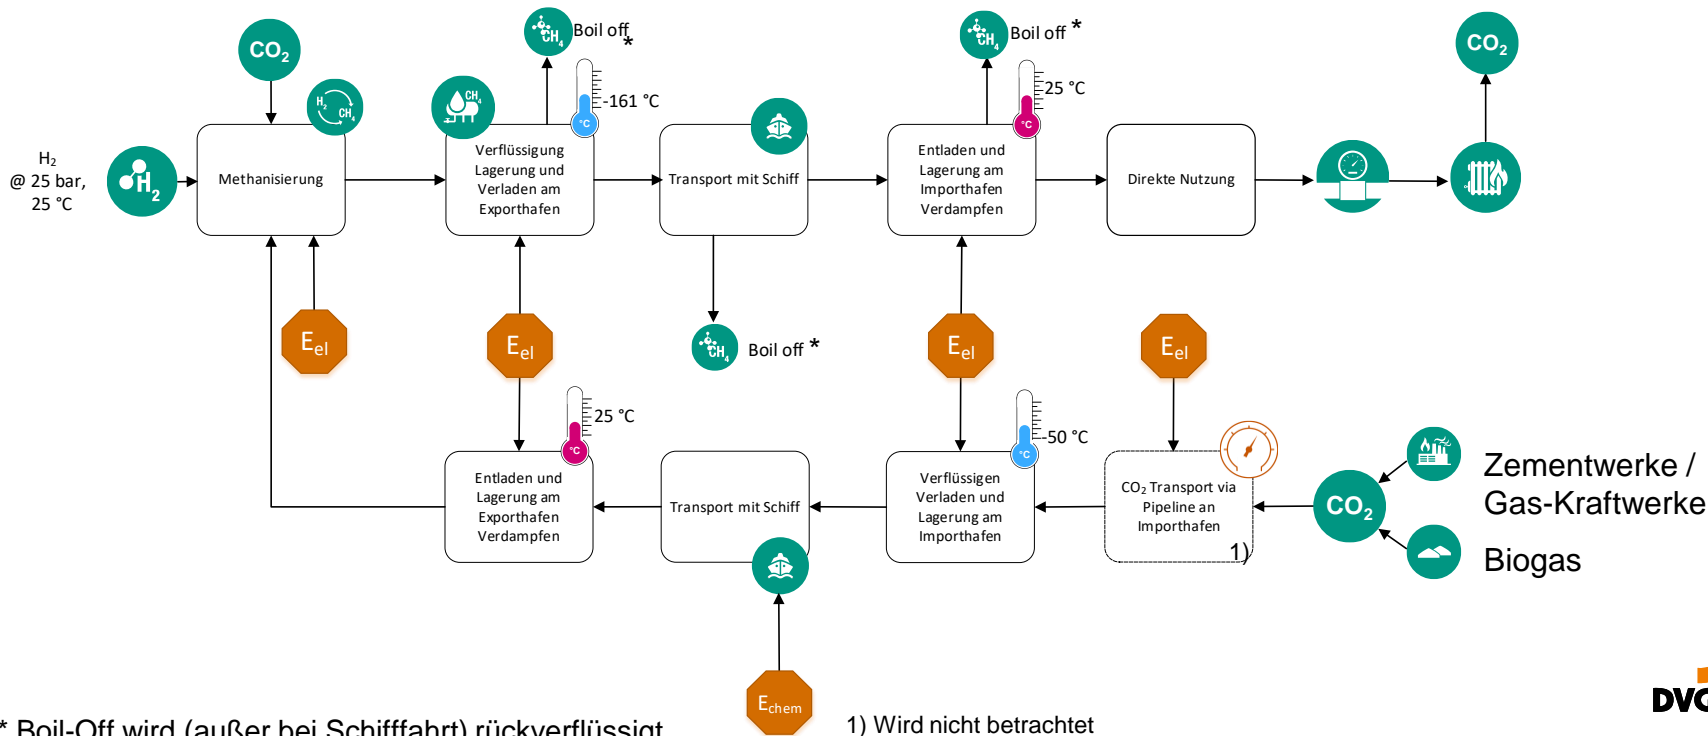 CO2
Boil off
*
Boil off *
CO2
-161 °C
25 °C
°C
°C
H2
CH4
CH4
CH4
CH4
H2
@ 25 bar,
25 °C
H2
Methanisierung
Verflüssigung
Lagerung und
Verladen am
Exporthafen
Transport mit Schiff
Entladen und
Lagerung am
Importhafen
Verdampfen
Direkte Nutzung
Eel
Eel
CH4
Boil off *
Eel
Eel
25 °C
°C
-50 °C
°C
Entladen und
Lagerung am
Exporthafen
Verdampfen
Transport mit Schiff
Verflüssigen
Verladen und
Lagerung am
Importhafen
CO2 Transport via
Pipeline an
Importhafen
1)
CO2
Zementwerke /
Gas-Kraftwerke
Biogas
Echem
* Boil-Off wird (außer bei Schifffahrt) rückverflüssigt
1) Wird nicht betrachtet